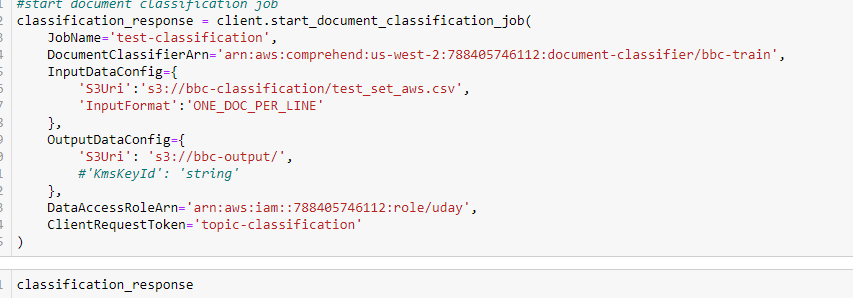 #start document classification job
classification_response = client.start_document_classification_job(
    JobName='test-classification',
    DocumentClassifierArn='arn:aws:comprehend:us-west-2:788405746112:document-classifier/bbc-train',
    InputDataConfig={
        'S3Uri':'s3://bbc-classification/test_set_aws.csv',
        'InputFormat':'ONE_DOC_PER_LINE'
    },
    OutputDataConfig={
        'S3Uri': 's3://bbc-output/',
        #'KmsKeyId': 'string'
    },
    DataAccessRoleArn='arn:aws:iam::788405746112:role/uday',
    ClientRequestToken='topic-classification'
)
classification_response